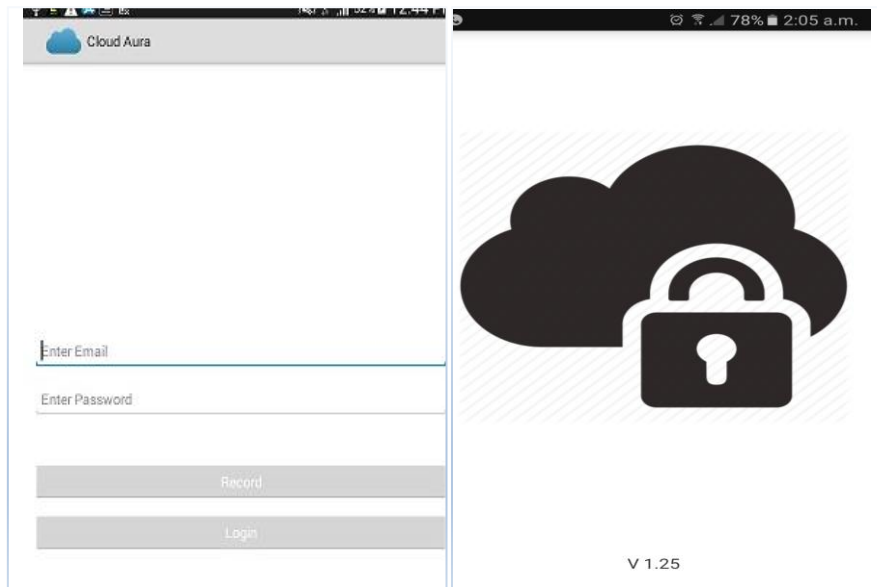 Cloud Aura
Enter Email
Enter Password
Record
Login
78% 2:05 a.m.
V 1.25